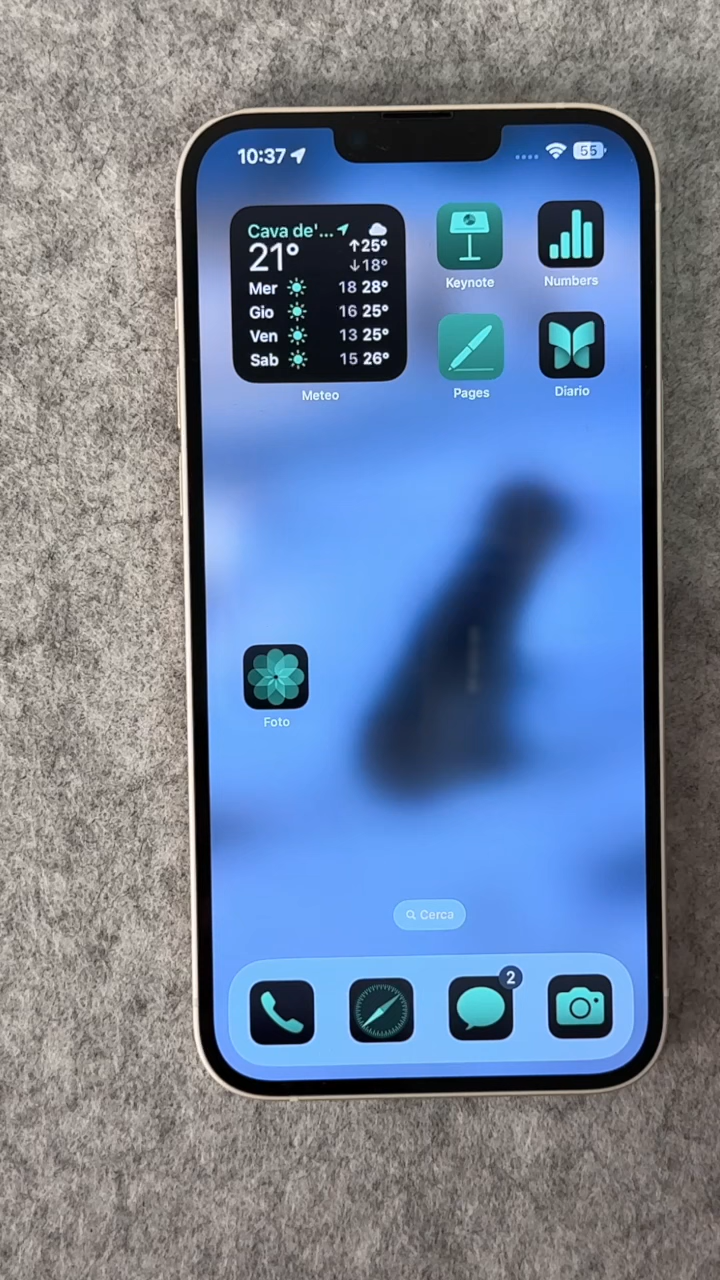 10:37
55
Cava de'...
21°
↑25°
↓18°
Mer 18 28°
Gio 16 25°
Ven 13 25°
Sab 15 26°
Meteo
Keynote
Numbers
Pages
Diario
Foto
Cerca
2